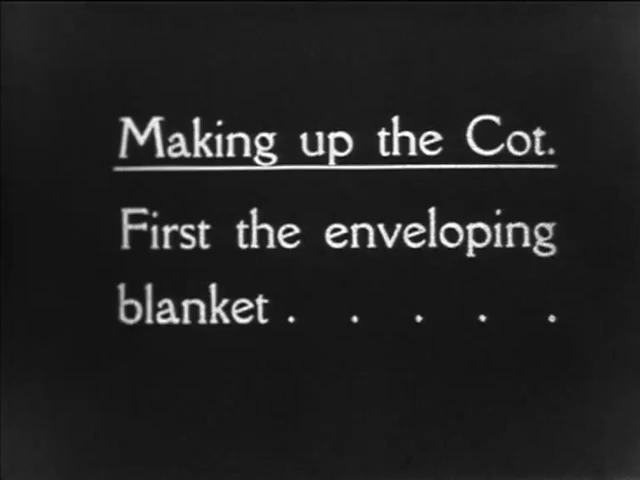 Making up the Cot.
First the enveloping
blanket . . . . .